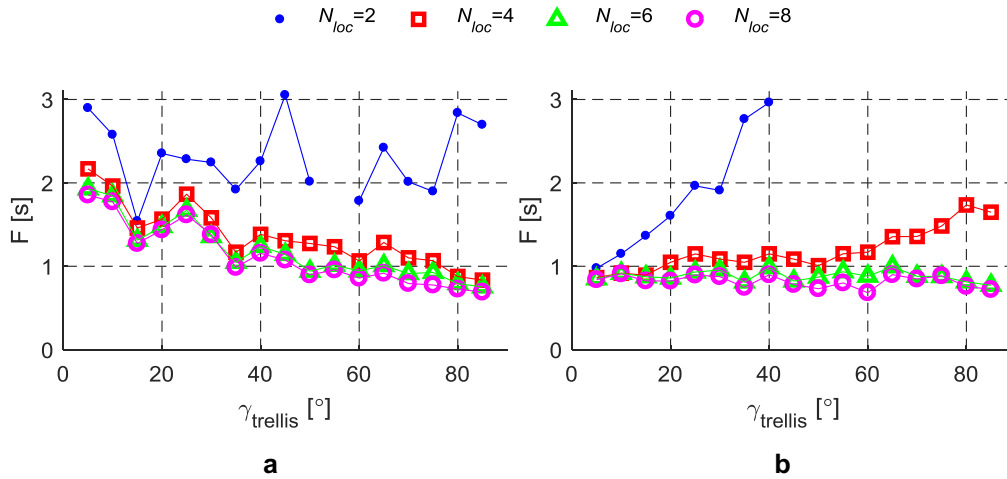 N_loc=2 N_loc=4 N_loc=6 N_loc=8
3 3
2 2
1 1
0 0
F [s] F [s]
0 20 40 60 80 0 20 40 60 80
γ_trellis [°] γ_trellis [°]
a b